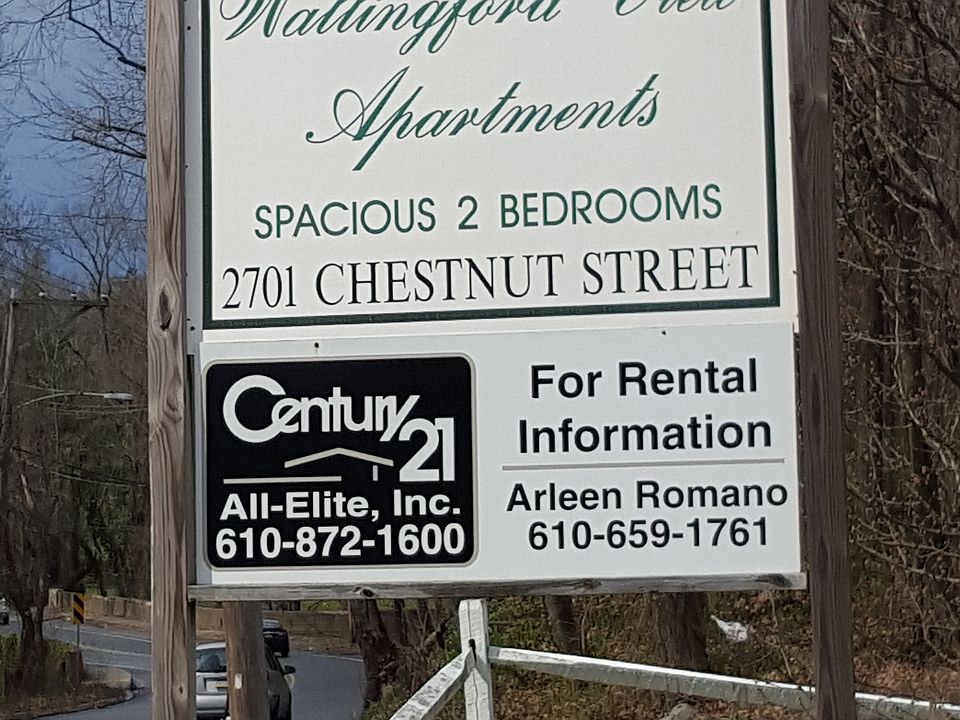 Wallingford View
Apartments
SPACIOUS 2 BEDROOMS
2701 CHESTNUT STREET
Century 21
All-Elite, Inc.
610-872-1600
For Rental
Information
Arleen Romano
610-659-1761